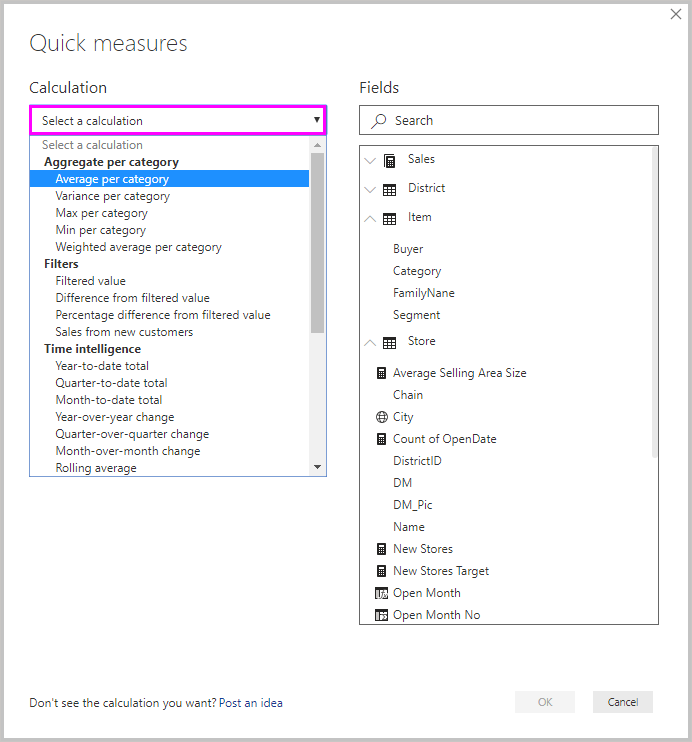 Quick measures
Calculation
Select a calculation
Select a calculation
Aggregate per category
Average per category
Variance per category
Max per category
Min per category
Weighted average per category
Filters
Filtered value
Difference from filtered value
Percentage difference from filtered value
Sales from new customers
Time intelligence
Year-to-date total
Quarter-to-date total
Month-to-date total
Year-over-year change
Quarter-over-quarter change
Month-over-month change
Rolling average
Fields
Search
Sales
District
Item
Buyer
Category
FamilyNane
Segment
Store
Average Selling Area Size
Chain
City
Count of OpenDate
DistrictID
DM
DM_Pic
Name
New Stores
New Stores Target
Open Month
Open Month No
Don't see the calculation you want? Post an idea
OK
Cancel